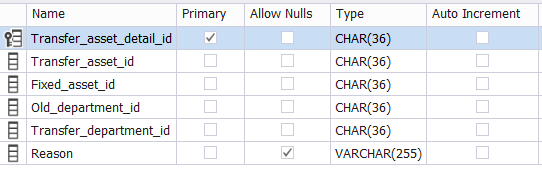 Name Primary Allow Nulls Type Auto Increment
Transfer_asset_detail_id CHAR(36)
Transfer_asset_id CHAR(36)
Fixed_asset_id CHAR(36)
Old_department_id CHAR(36)
Transfer_department_id CHAR(36)
Reason VARCHAR(255)